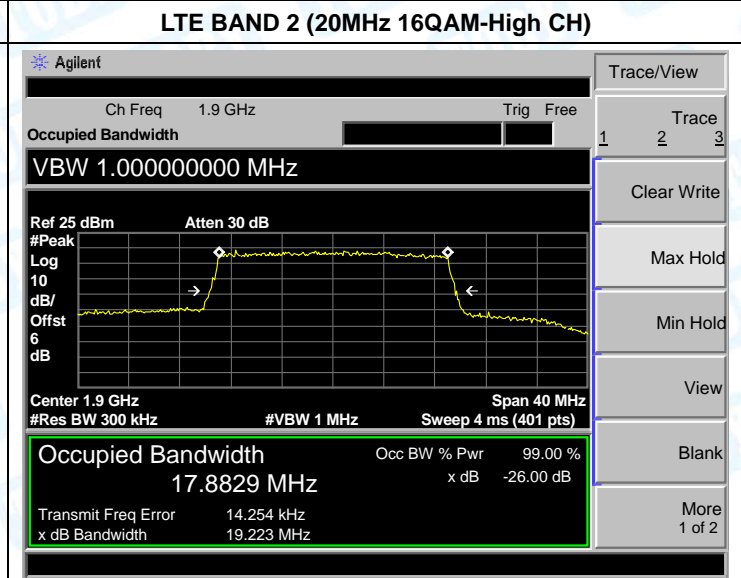 LTE BAND 2 (20MHz 16QAM-High CH)
Agilent
Trace/View
Ch Freq 1.9 GHz Trig Free
Occupied Bandwidth
Trace
1 2 3
VBW 1.000000000 MHz
Clear Write
Ref 25 dBm Atten 30 dB
#Peak
Log
10
dB/
Offst
6
dB
Max Hold
Min Hold
Center 1.9 GHz Span 40 MHz
#Res BW 300 kHz #VBW 1 MHz Sweep 4 ms (401 pts)
View
Occupied Bandwidth Occ BW % Pwr 99.00 %
17.8829 MHz x dB -26.00 dB
Blank
Transmit Freq Error 14.254 kHz
x dB Bandwidth 19.223 MHz
More
1 of 2